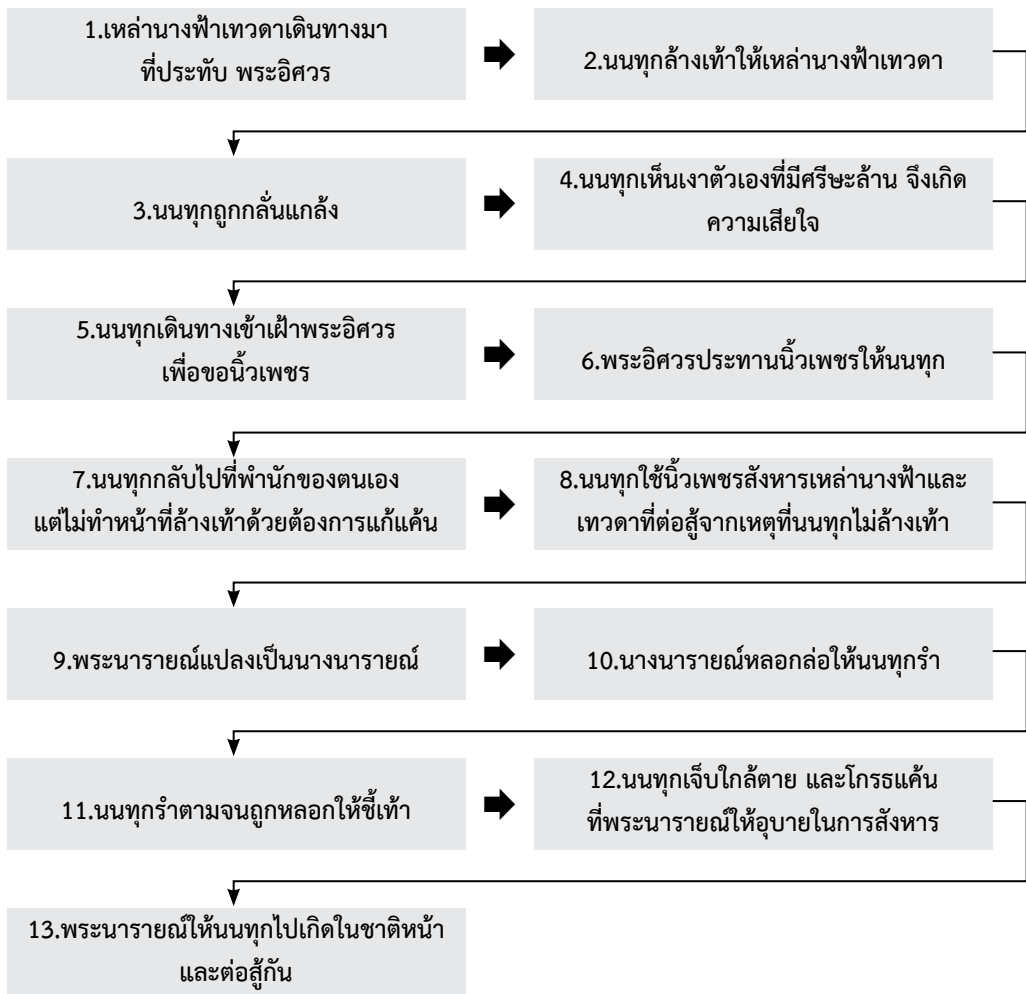 1.เหล่านางฟ้าเทวดาเดินทางมา
ที่ประทับ พระอิศวร
2.นนทุกล้างเท้าให้เหล่านางฟ้าเทวดา
3.นนทุกถูกกลั่นแกล้ง
4.นนทุกเห็นเงาตัวเองที่มีศรีษะล้าน จึงเกิด
ความเสียใจ
5.นนทุกเดินทางเข้าเฝ้าพระอิศวร
เพื่อขอนิ้วเพชร
6.พระอิศวรประทานนิ้วเพชรให้นนทุก
7.นนทุกกลับไปที่พำนักของตนเอง
แต่ไม่ทำหน้าที่ล้างเท้าด้วยต้องการแก้แค้น
8.นนทุกใช้นิ้วเพชรสังหารเหล่านางฟ้าและ
เทวดาที่ต่อสู้จากเหตุที่นนทุกไม่ล้างเท้า
9.พระนารายณ์แปลงเป็นนางนารายณ์
10.นางนารายณ์หลอกล่อให้นนทุกรำ
11.นนทุกรำตามจนถูกหลอกให้ชี้เท้า
12.นนทุกเจ็บใกล้ตาย และโกรธแค้น
ที่พระนารายณ์ให้อุบายในการสังหาร
13.พระนารายณ์ให้นนทุกไปเกิดในชาติหน้า
และต่อสู้กัน